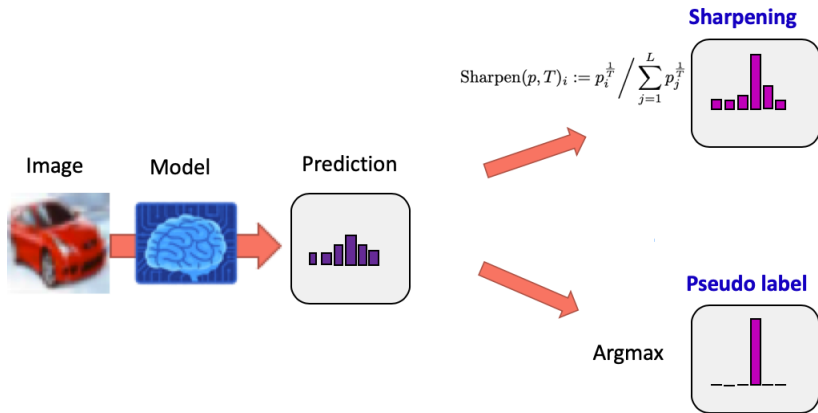 Sharpening
Sharpen(p, T)_i := p_i^{1/T} / \sum_{j=1}^{L} p_j^{1/T}
Image
Model
Prediction
Pseudo label
Argmax